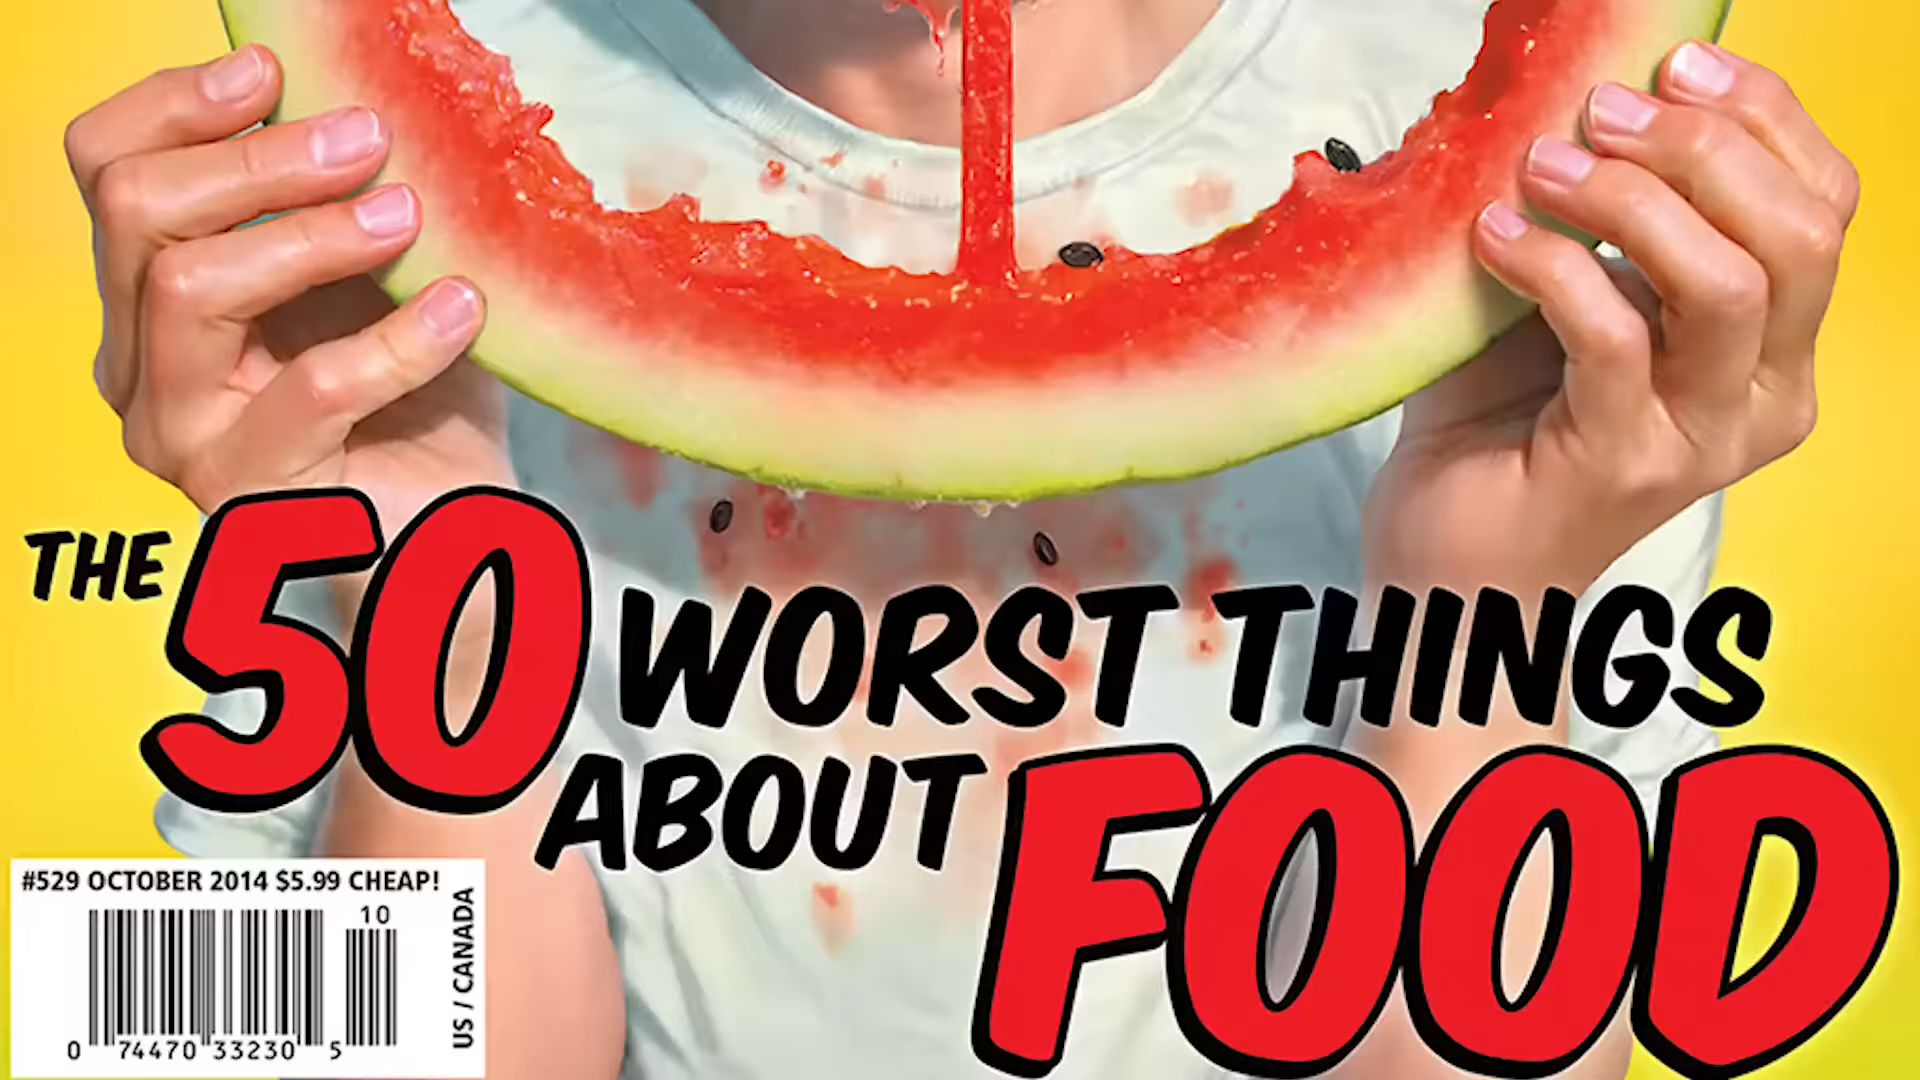 THE 50 WORST THINGS
ABOUT FOOD
#529 OCTOBER 2014 $5.99 CHEAP!
10
US / CANADA
0 74470 33230 5